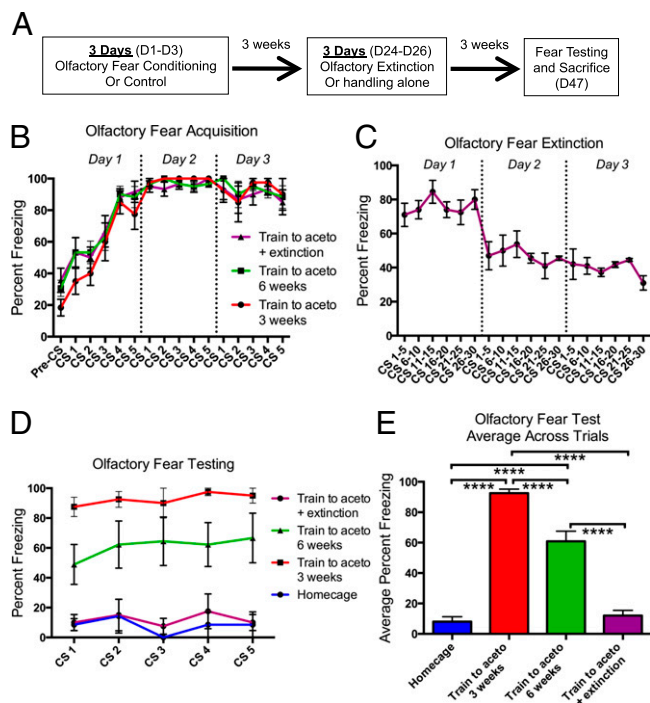 A
3 Days (D1-D3)
Olfactory Fear Conditioning
Or Control
3 weeks
3 Days (D24-D26)
Olfactory Extinction
Or handling alone
3 weeks
Fear Testing
and Sacrifice
(D47)
B
Olfactory Fear Acquisition
Day 1
Day 2
Day 3
Percent Freezing
100
80
60
40
20
0
Train to aceto
+ extinction
Train to aceto
6 weeks
Train to aceto
3 weeks
Pre-CS
CS 1
CS 2
CS 3
CS 4
CS 5
CS 1
CS 2
CS 3
CS 4
CS 5
CS 1
CS 2
CS 3
CS 4
CS 5
C
Olfactory Fear Extinction
Day 1
Day 2
Day 3
Percent Freezing
100
80
60
40
20
0
CS 1-5
CS 6-10
CS 11-15
CS 16-20
CS 21-25
CS 26-30
CS 1-5
CS 6-10
CS 11-15
CS 16-20
CS 21-25
CS 26-30
CS 1-5
CS 6-10
CS 11-15
CS 16-20
CS 21-25
CS 26-30
D
Olfactory Fear Testing
Percent Freezing
100
80
60
40
20
0
Train to aceto
+ extinction
Train to aceto
6 weeks
Train to aceto
3 weeks
Homecage
CS 1
CS 2
CS 3
CS 4
CS 5
E
Olfactory Fear Test
Average Across Trials
Average Percent Freezing
100
80
60
40
20
0
****
****
****
****
****
Homecage
Train to aceto
3 weeks
Train to aceto
6 weeks
Train to aceto
+ extinction